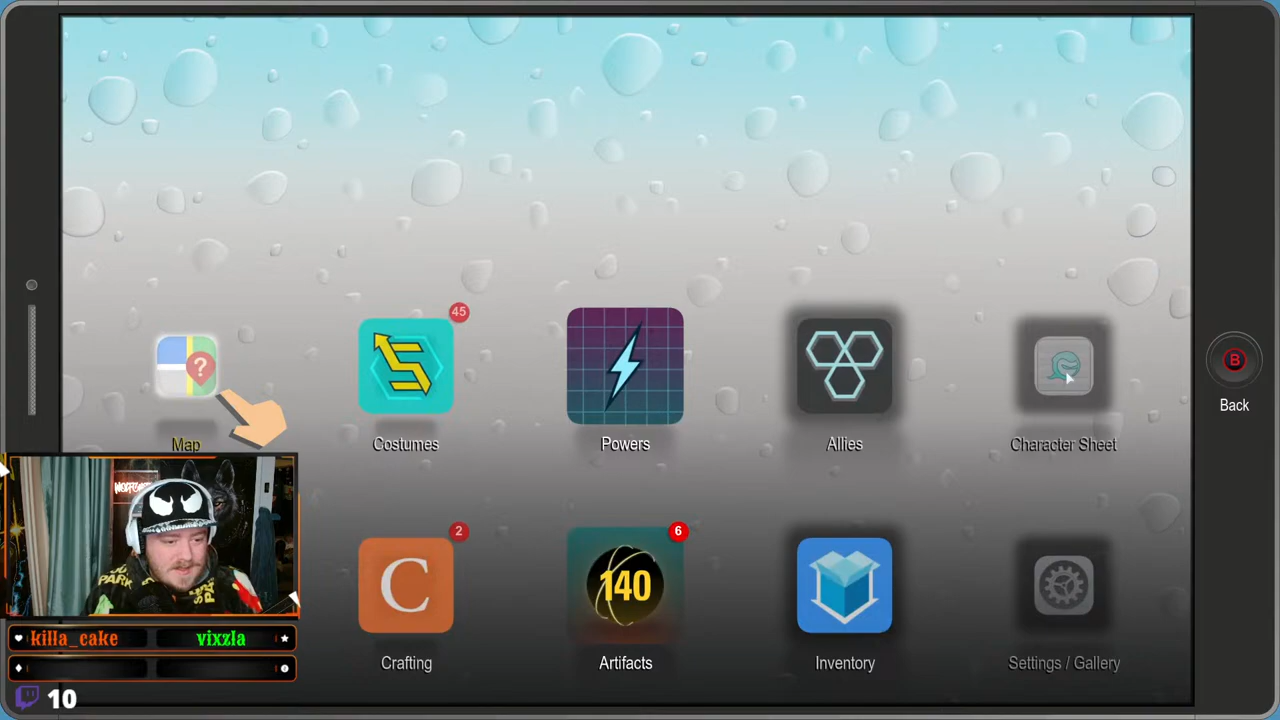 45
?
B
Back
Map
Costumes
Powers
Allies
Character Sheet
2
6
C
140
Crafting
Artifacts
Inventory
Settings / Gallery
PARK
killa_cake
vixzla
10